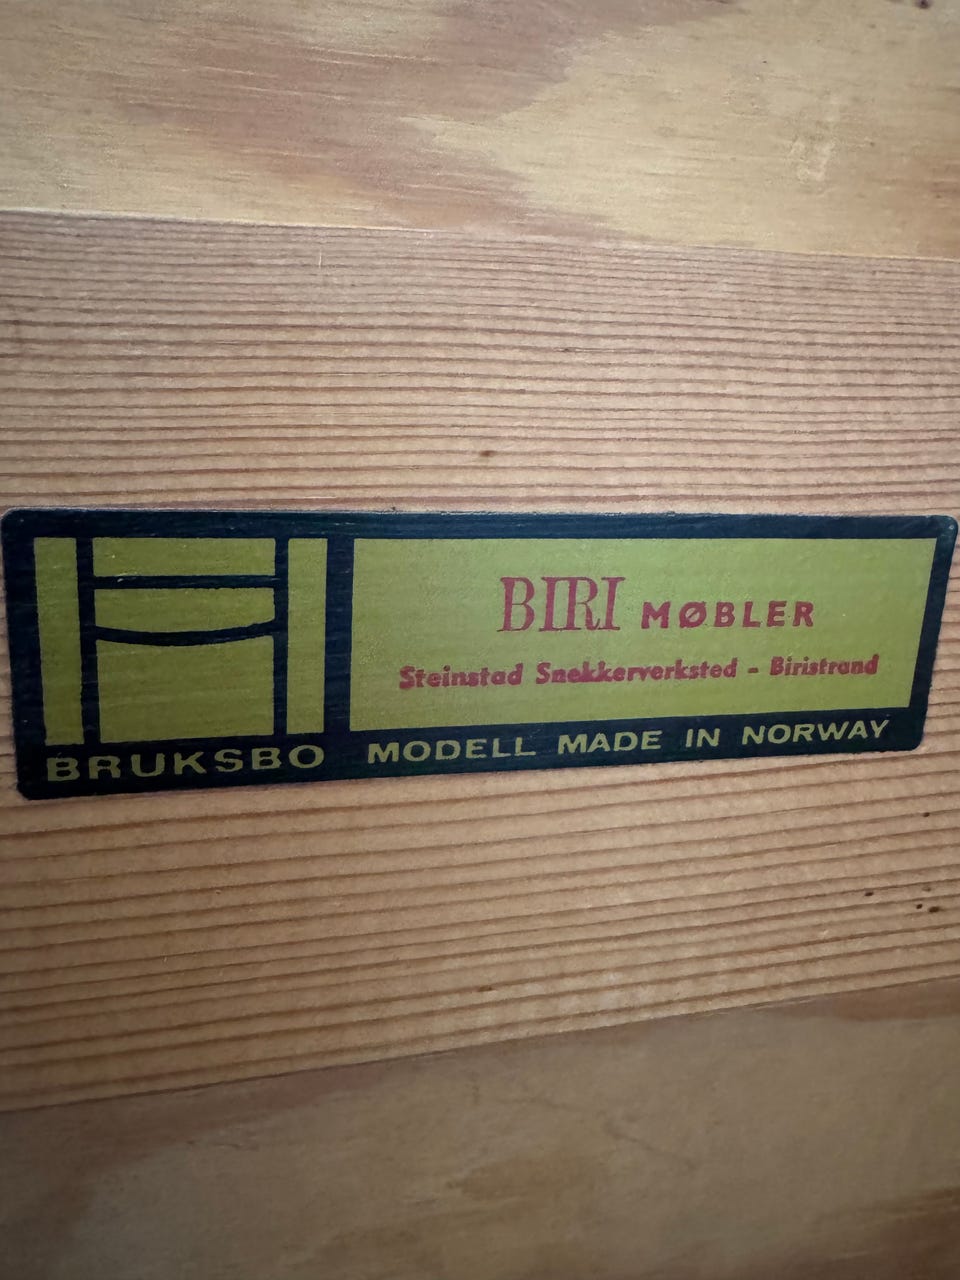 BIRI MØBLER
Steinstad Snekkerverksted - Biristrand
BRUKSBO MODELL MADE IN NORWAY